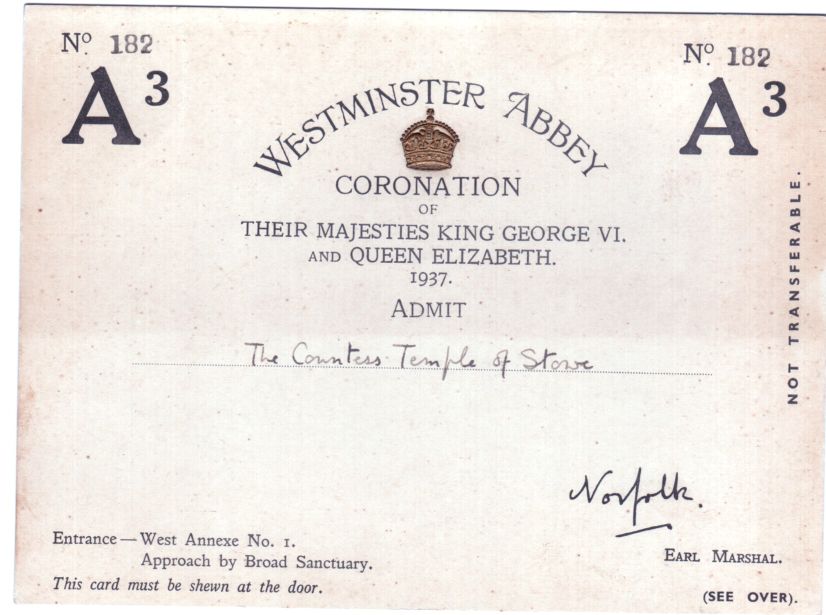 Nº 182
A³
Nº 182
A³
WESTMINSTER ABBEY
CORONATION
OF
THEIR MAJESTIES KING GEORGE VI.
AND QUEEN ELIZABETH.
1937.
ADMIT
The Countess Temple of Stowe
NOT TRANSFERABLE.
Norfolk.
EARL MARSHAL.
Entrance — West Annexe No. 1.
Approach by Broad Sanctuary.
This card must be shewn at the door.
(SEE OVER).